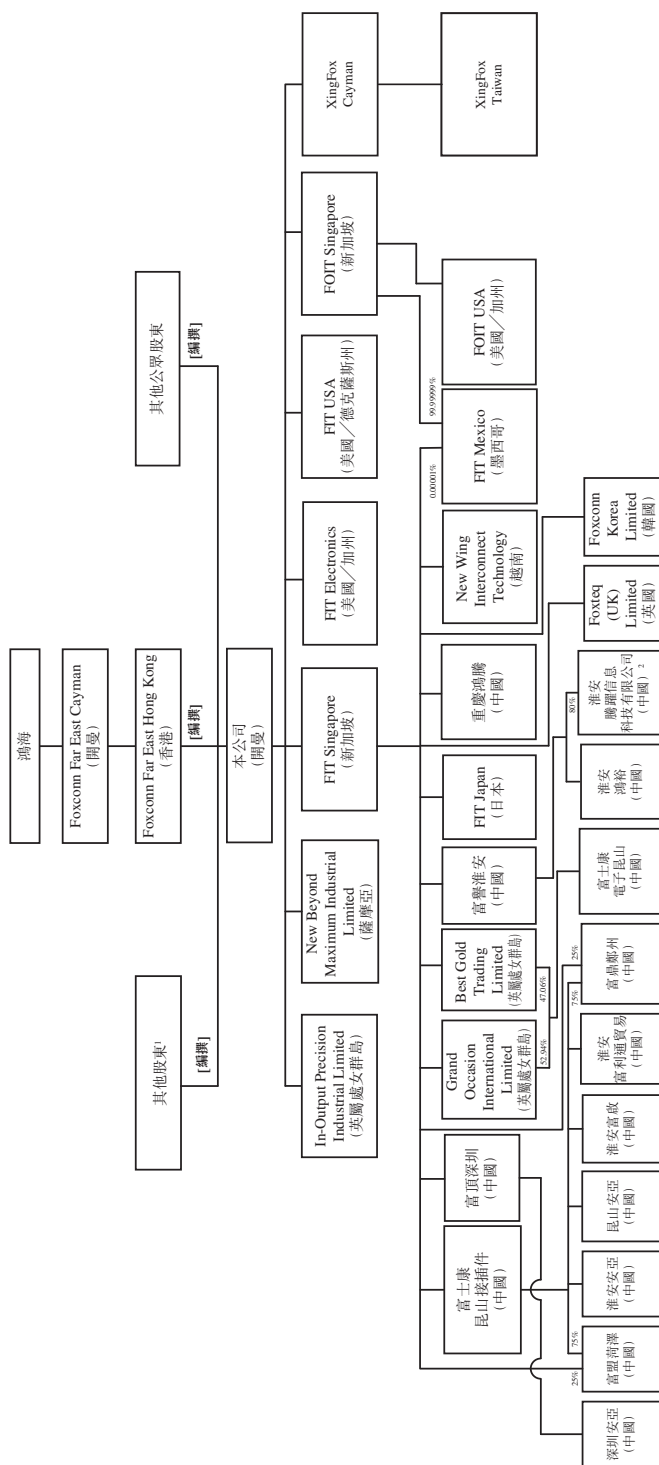 鴻海
Foxconn Far East Cayman
（開曼）
Foxconn Far East Hong Kong
（香港）
其他股東¹
其他公眾股東
[編撰]
[編撰]
[編撰]
本公司
（開曼）
In-Output Precision
Industrial Limited
（英屬處女群島）
New Beyond
Maximum Industrial
Limited
（薩摩亞）
FIT Singapore
（新加坡）
FIT Electronics
（美國／加州）
FIT USA
（美國／德克薩斯州）
FOIT Singapore
（新加坡）
XingFox
Cayman
XingFox
Taiwan
富士康
昆山接插件
（中國）
富頂深圳
（中國）
Grand
Occasion
International
Limited
（英屬處女群島）
Best Gold
Trading
Limited
（英屬處女群島）
富譽淮安
（中國）
FIT Japan
（日本）
重慶鴻騰
（中國）
New Wing
Interconnect
Technology
（越南）
0.00001%
99.99999%
FIT Mexico
（墨西哥）
FOIT USA
（美國／加州）
52.94%
47.06%
80%
25%
75%
75%
25%
深圳安亞
（中國）
富盟菏澤
（中國）
淮安安亞
（中國）
昆山安亞
（中國）
淮安富啟
（中國）
淮安
富利通貿易
（中國）
富鼎鄭州
（中國）
富士康
電子昆山
（中國）
淮安
鴻裕
（中國）
淮安
騰躍信息
科技有限公司
（中國）²
Foxteq
(UK)
Limited
（英國）
Foxconn
Korea
Limited
（韓國）